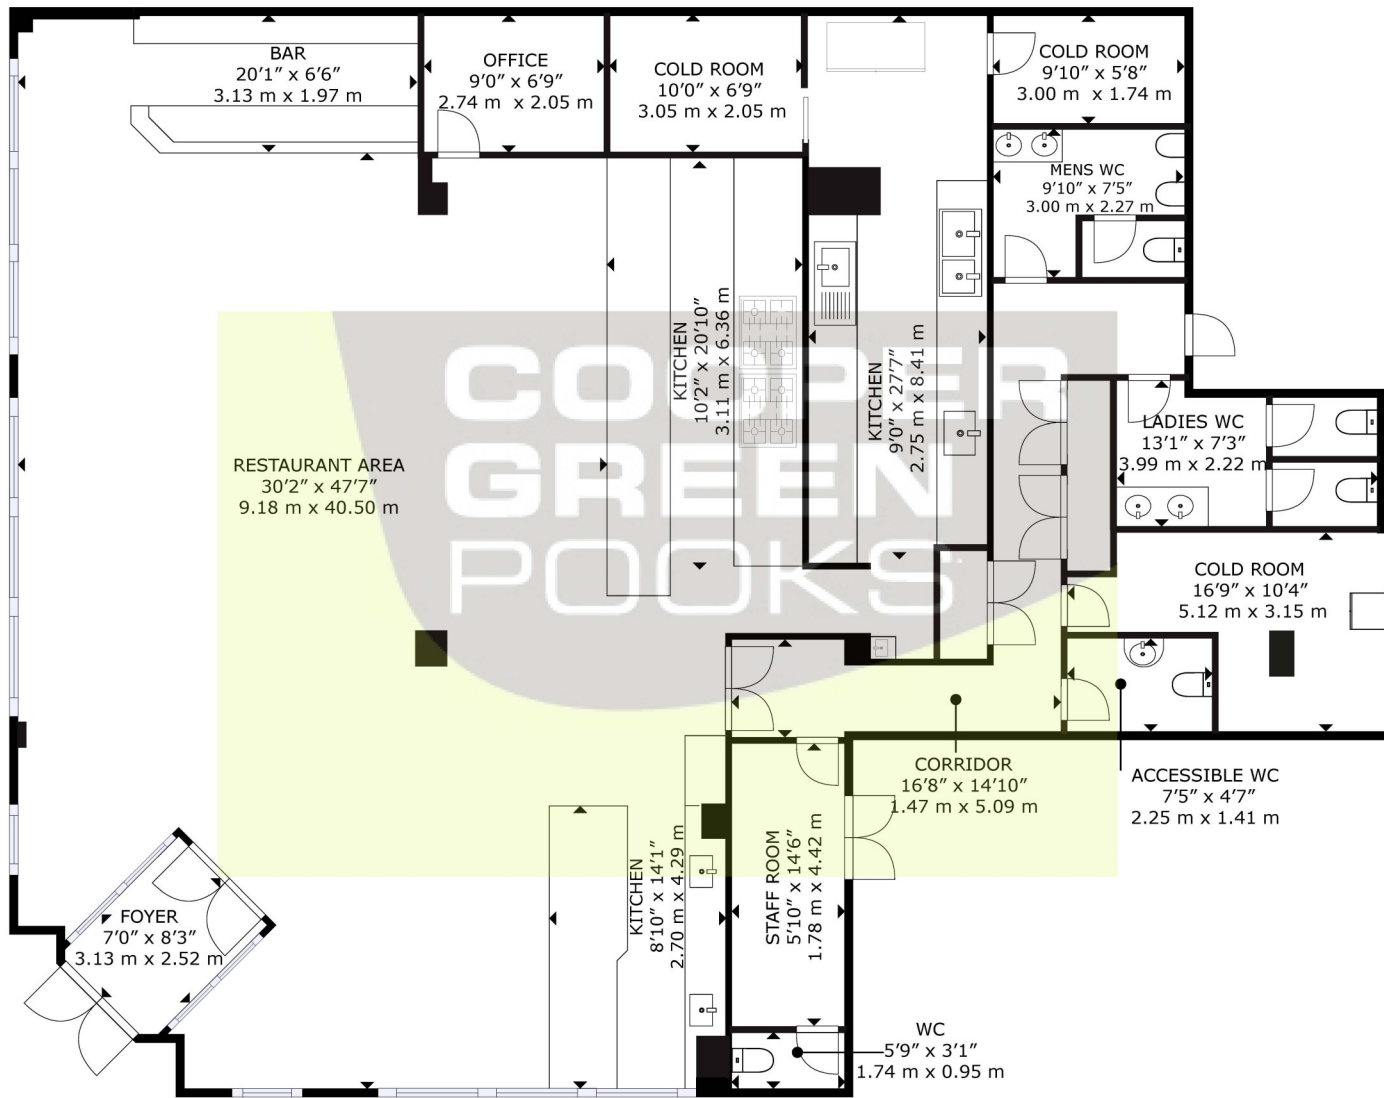 BAR
20'1" x 6'6"
3.13 m x 1.97 m
OFFICE
9'0" x 6'9"
2.74 m x 2.05 m
COLD ROOM
10'0" x 6'9"
3.05 m x 2.05 m
COLD ROOM
9'10" x 5'8"
3.00 m x 1.74 m
MENS WC
9'10" x 7'5"
3.00 m x 2.27 m
KITCHEN
10'2" x 20'10"
3.11 m x 6.36 m
KITCHEN
9'0" x 27'7"
2.75 m x 8.41 m
COOPER
GREEN
POOKS
RESTAURANT AREA
30'2" x 47'7"
9.18 m x 40.50 m
LADIES WC
13'1" x 7'3"
3.99 m x 2.22 m
COLD ROOM
16'9" x 10'4"
5.12 m x 3.15 m
CORRIDOR
16'8" x 14'10"
1.47 m x 5.09 m
ACCESSIBLE WC
7'5" x 4'7"
2.25 m x 1.41 m
FOYER
7'0" x 8'3"
3.13 m x 2.52 m
KITCHEN
8'10" x 14'1"
2.70 m x 4.29 m
STAFF ROOM
5'10" x 14'6"
1.78 m x 4.42 m
WC
5'9" x 3'1"
1.74 m x 0.95 m